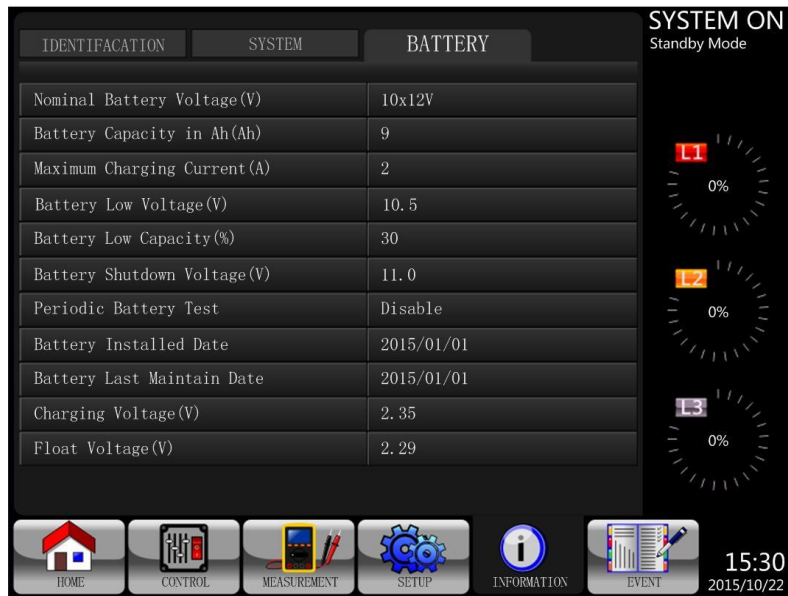 SYSTEM ON
Standby Mode
IDENTIFACATION SYSTEM BATTERY
Nominal Battery Voltage(V) 10x12V
Battery Capacity in Ah(Ah) 9
Maximum Charging Current(A) 2
Battery Low Voltage(V) 10.5
Battery Low Capacity(%) 30
Battery Shutdown Voltage(V) 11.0
Periodic Battery Test Disable
Battery Installed Date 2015/01/01
Battery Last Maintain Date 2015/01/01
Charging Voltage(V) 2.35
Float Voltage(V) 2.29
L1
0%
L2
0%
L3
0%
HOME CONTROL MEASUREMENT SETUP INFORMATION EVENT
15:30
2015/10/22